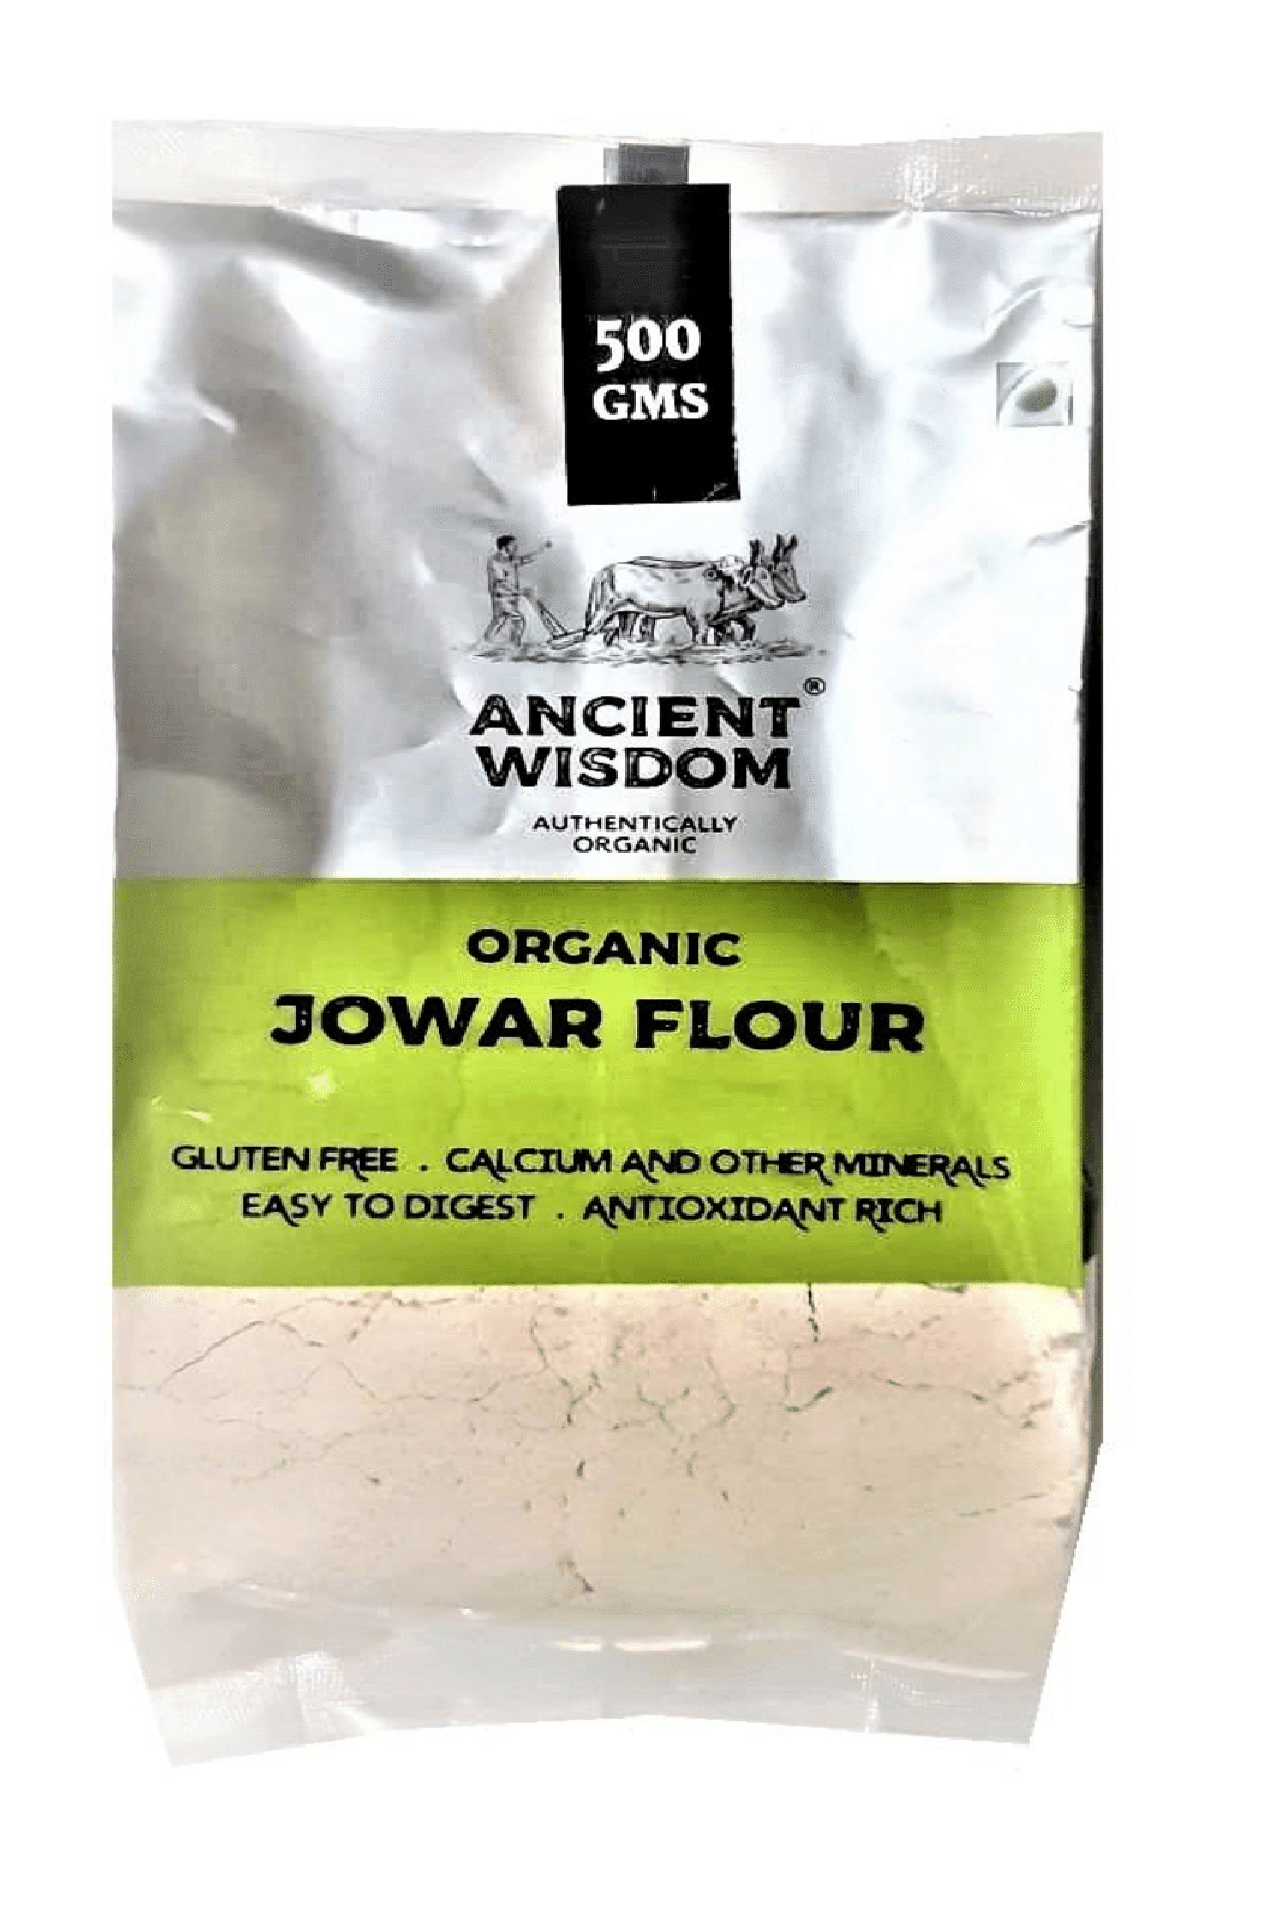 500
GMS
ANCIENT®
WISDOM
AUTHENTICALLY
ORGANIC
ORGANIC
JOWAR FLOUR
GLUTEN FREE . CALCIUM AND OTHER MINERALS
EASY TO DIGEST . ANTIOXIDANT RICH